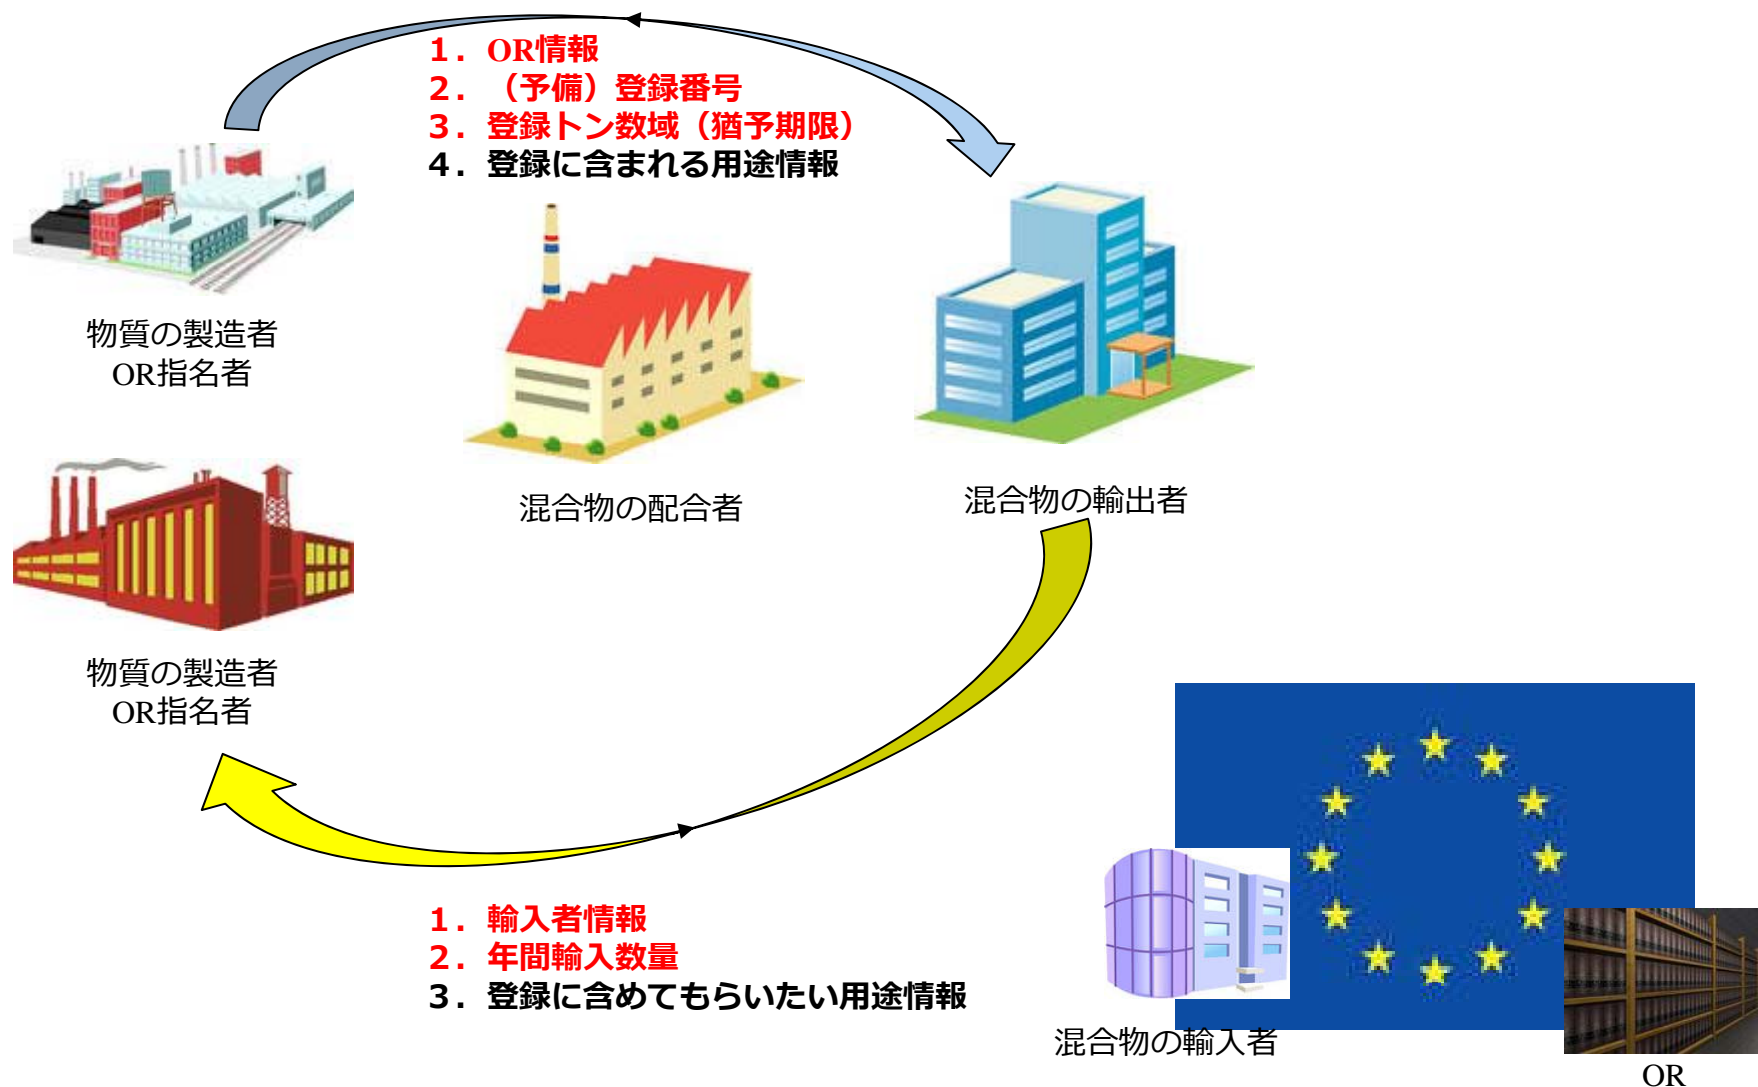 １．OR情報
２．（予備）登録番号
３．登録トン数域（猶予期限）
４．登録に含まれる用途情報
物質の製造者
OR指名者
混合物の配合者
混合物の輸出者
物質の製造者
OR指名者
１．輸入者情報
２．年間輸入数量
３．登録に含めてもらいたい用途情報
混合物の輸入者
OR